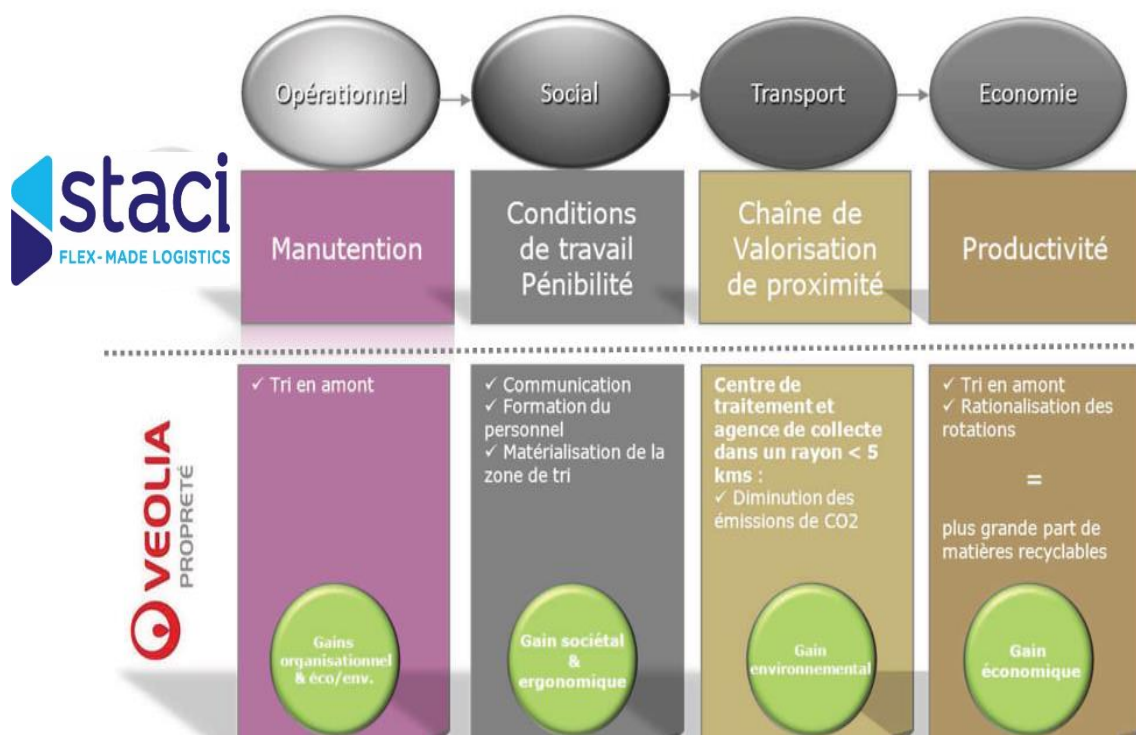 Opérationnel
Social
Transport
Economie
staci
FLEX-MADE LOGISTICS
Manutention
Conditions
de travail
Pénibilité
Chaîne de
Valorisation
de proximité
Productivité
VEOLIA
PROPRETÉ
✓ Tri en amont
Gains
organisationnel
& éco/env.
✓ Communication
✓ Formation du
personnel
✓ Matérialisation de la
zone de tri
Gain sociétal
&
ergonomique
Centre de
traitement et
agence de collecte
dans un rayon < 5
kms :
✓ Diminution des
émissions de CO2
Gain
environnemental
✓ Tri en amont
✓ Rationalisation des
rotations
=
plus grande part de
matières recyclables
Gain
économique